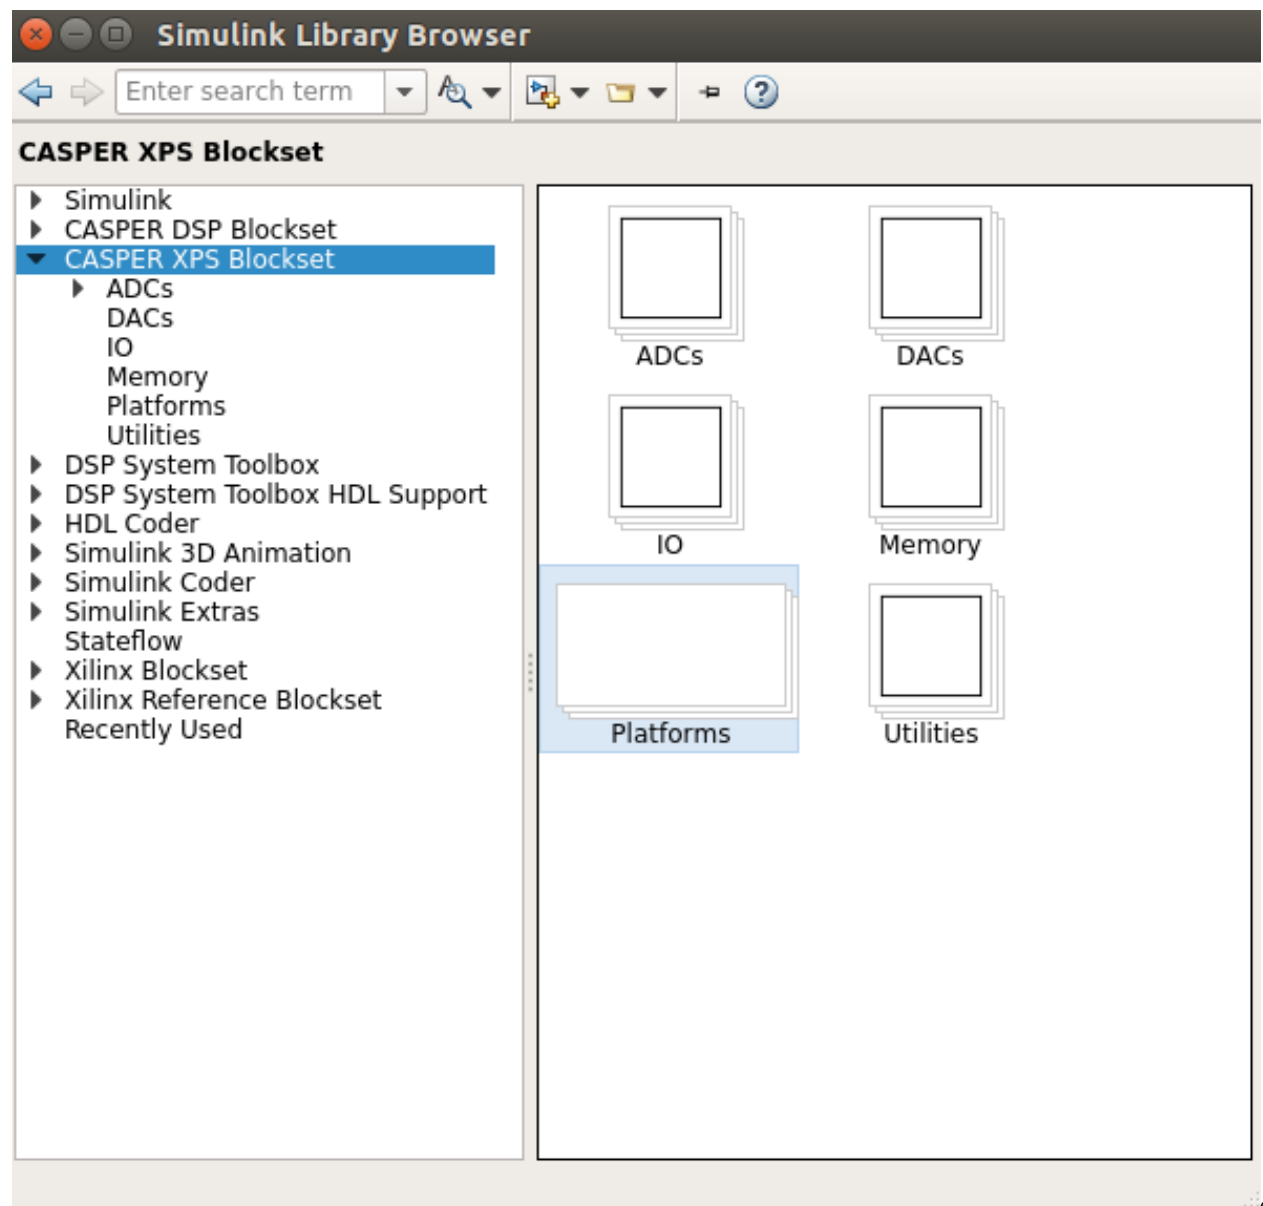 Simulink Library Browser
Enter search term
CASPER XPS Blockset
Simulink
CASPER DSP Blockset
CASPER XPS Blockset
ADCs
DACs
IO
Memory
Platforms
Utilities
DSP System Toolbox
DSP System Toolbox HDL Support
HDL Coder
Simulink 3D Animation
Simulink Coder
Simulink Extras
Stateflow
Xilinx Blockset
Xilinx Reference Blockset
Recently Used
ADCs
DACs
IO
Memory
Platforms
Utilities